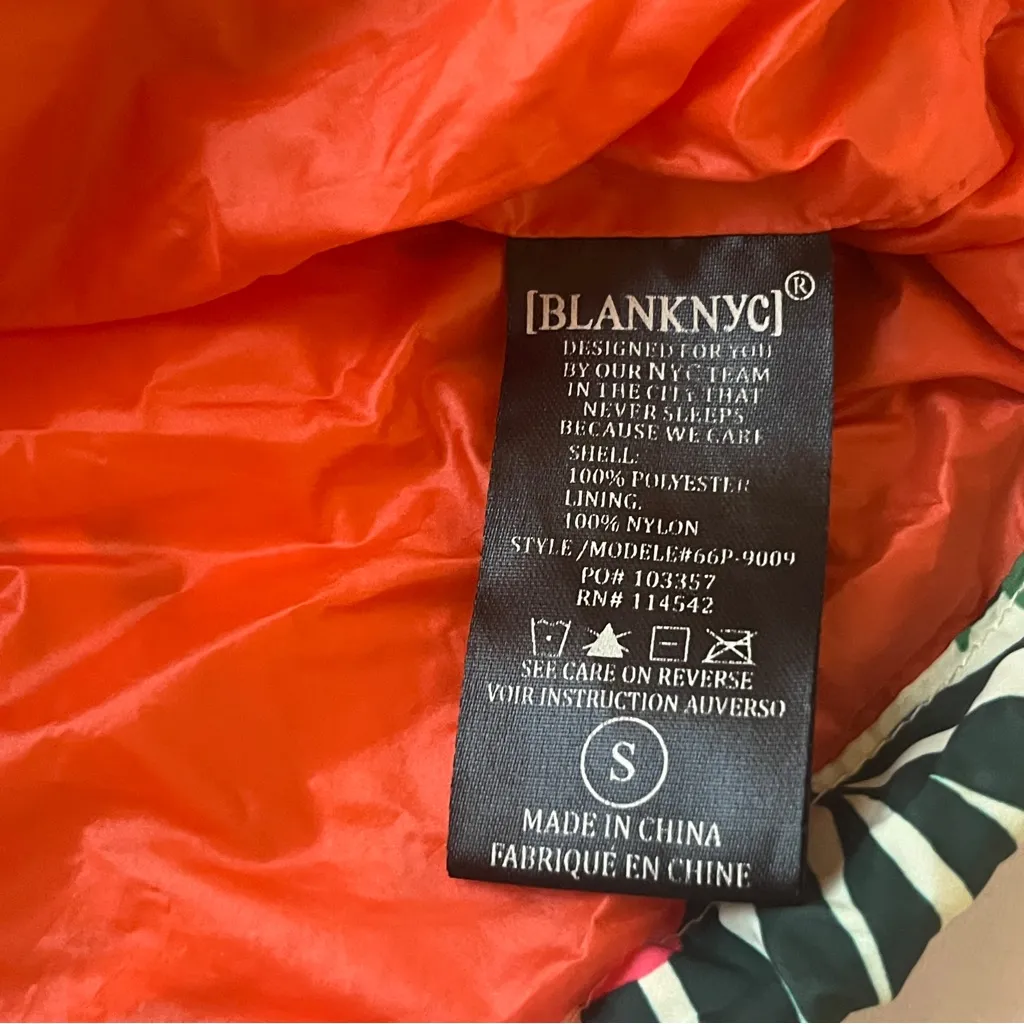 [BLANKNYC]®
DESIGNED FOR YOU
BY OUR NYC TEAM
IN THE CITY THAT
NEVER SLEEPS
BECAUSE WE CARE
SHELL:
100% POLYESTER
LINING:
100% NYLON
STYLE/MODELE#66P-9009
PO# 103357
RN# 114542
SEE CARE ON REVERSE
VOIR INSTRUCTION AUVERSO
S
MADE IN CHINA
FABRIQUÉ EN CHINE